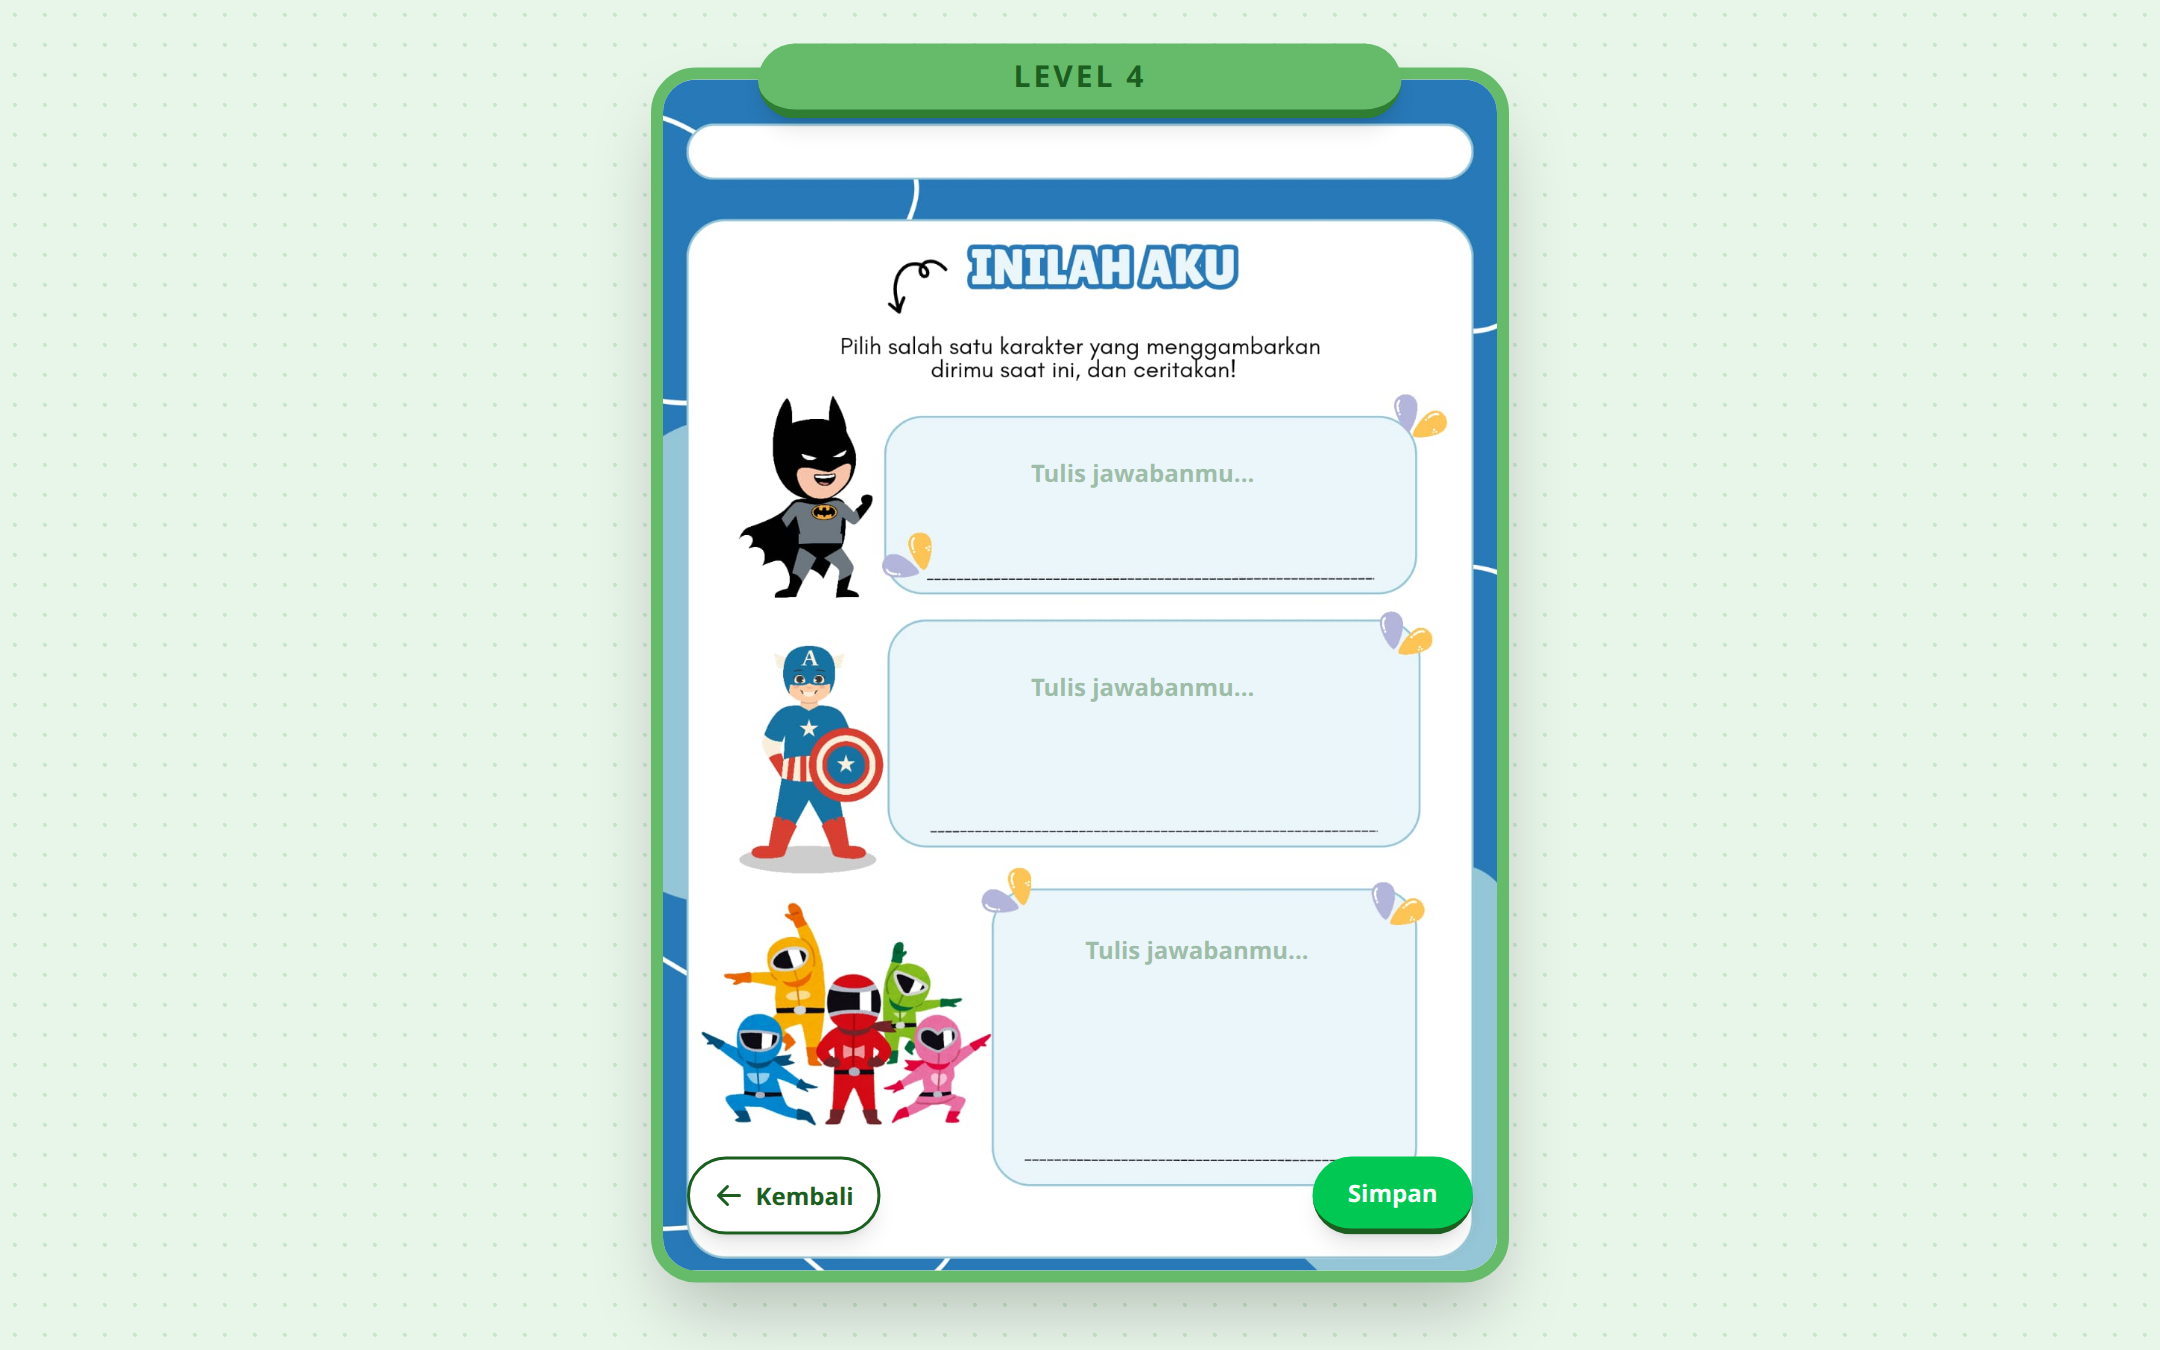 LEVEL 4
INILAH AKU
Pilih salah satu karakter yang menggambarkan
dirimu saat ini, dan ceritakan!
Tulis jawabanmu...
A
Tulis jawabanmu...
Tulis jawabanmu...
← Kembali
Simpan